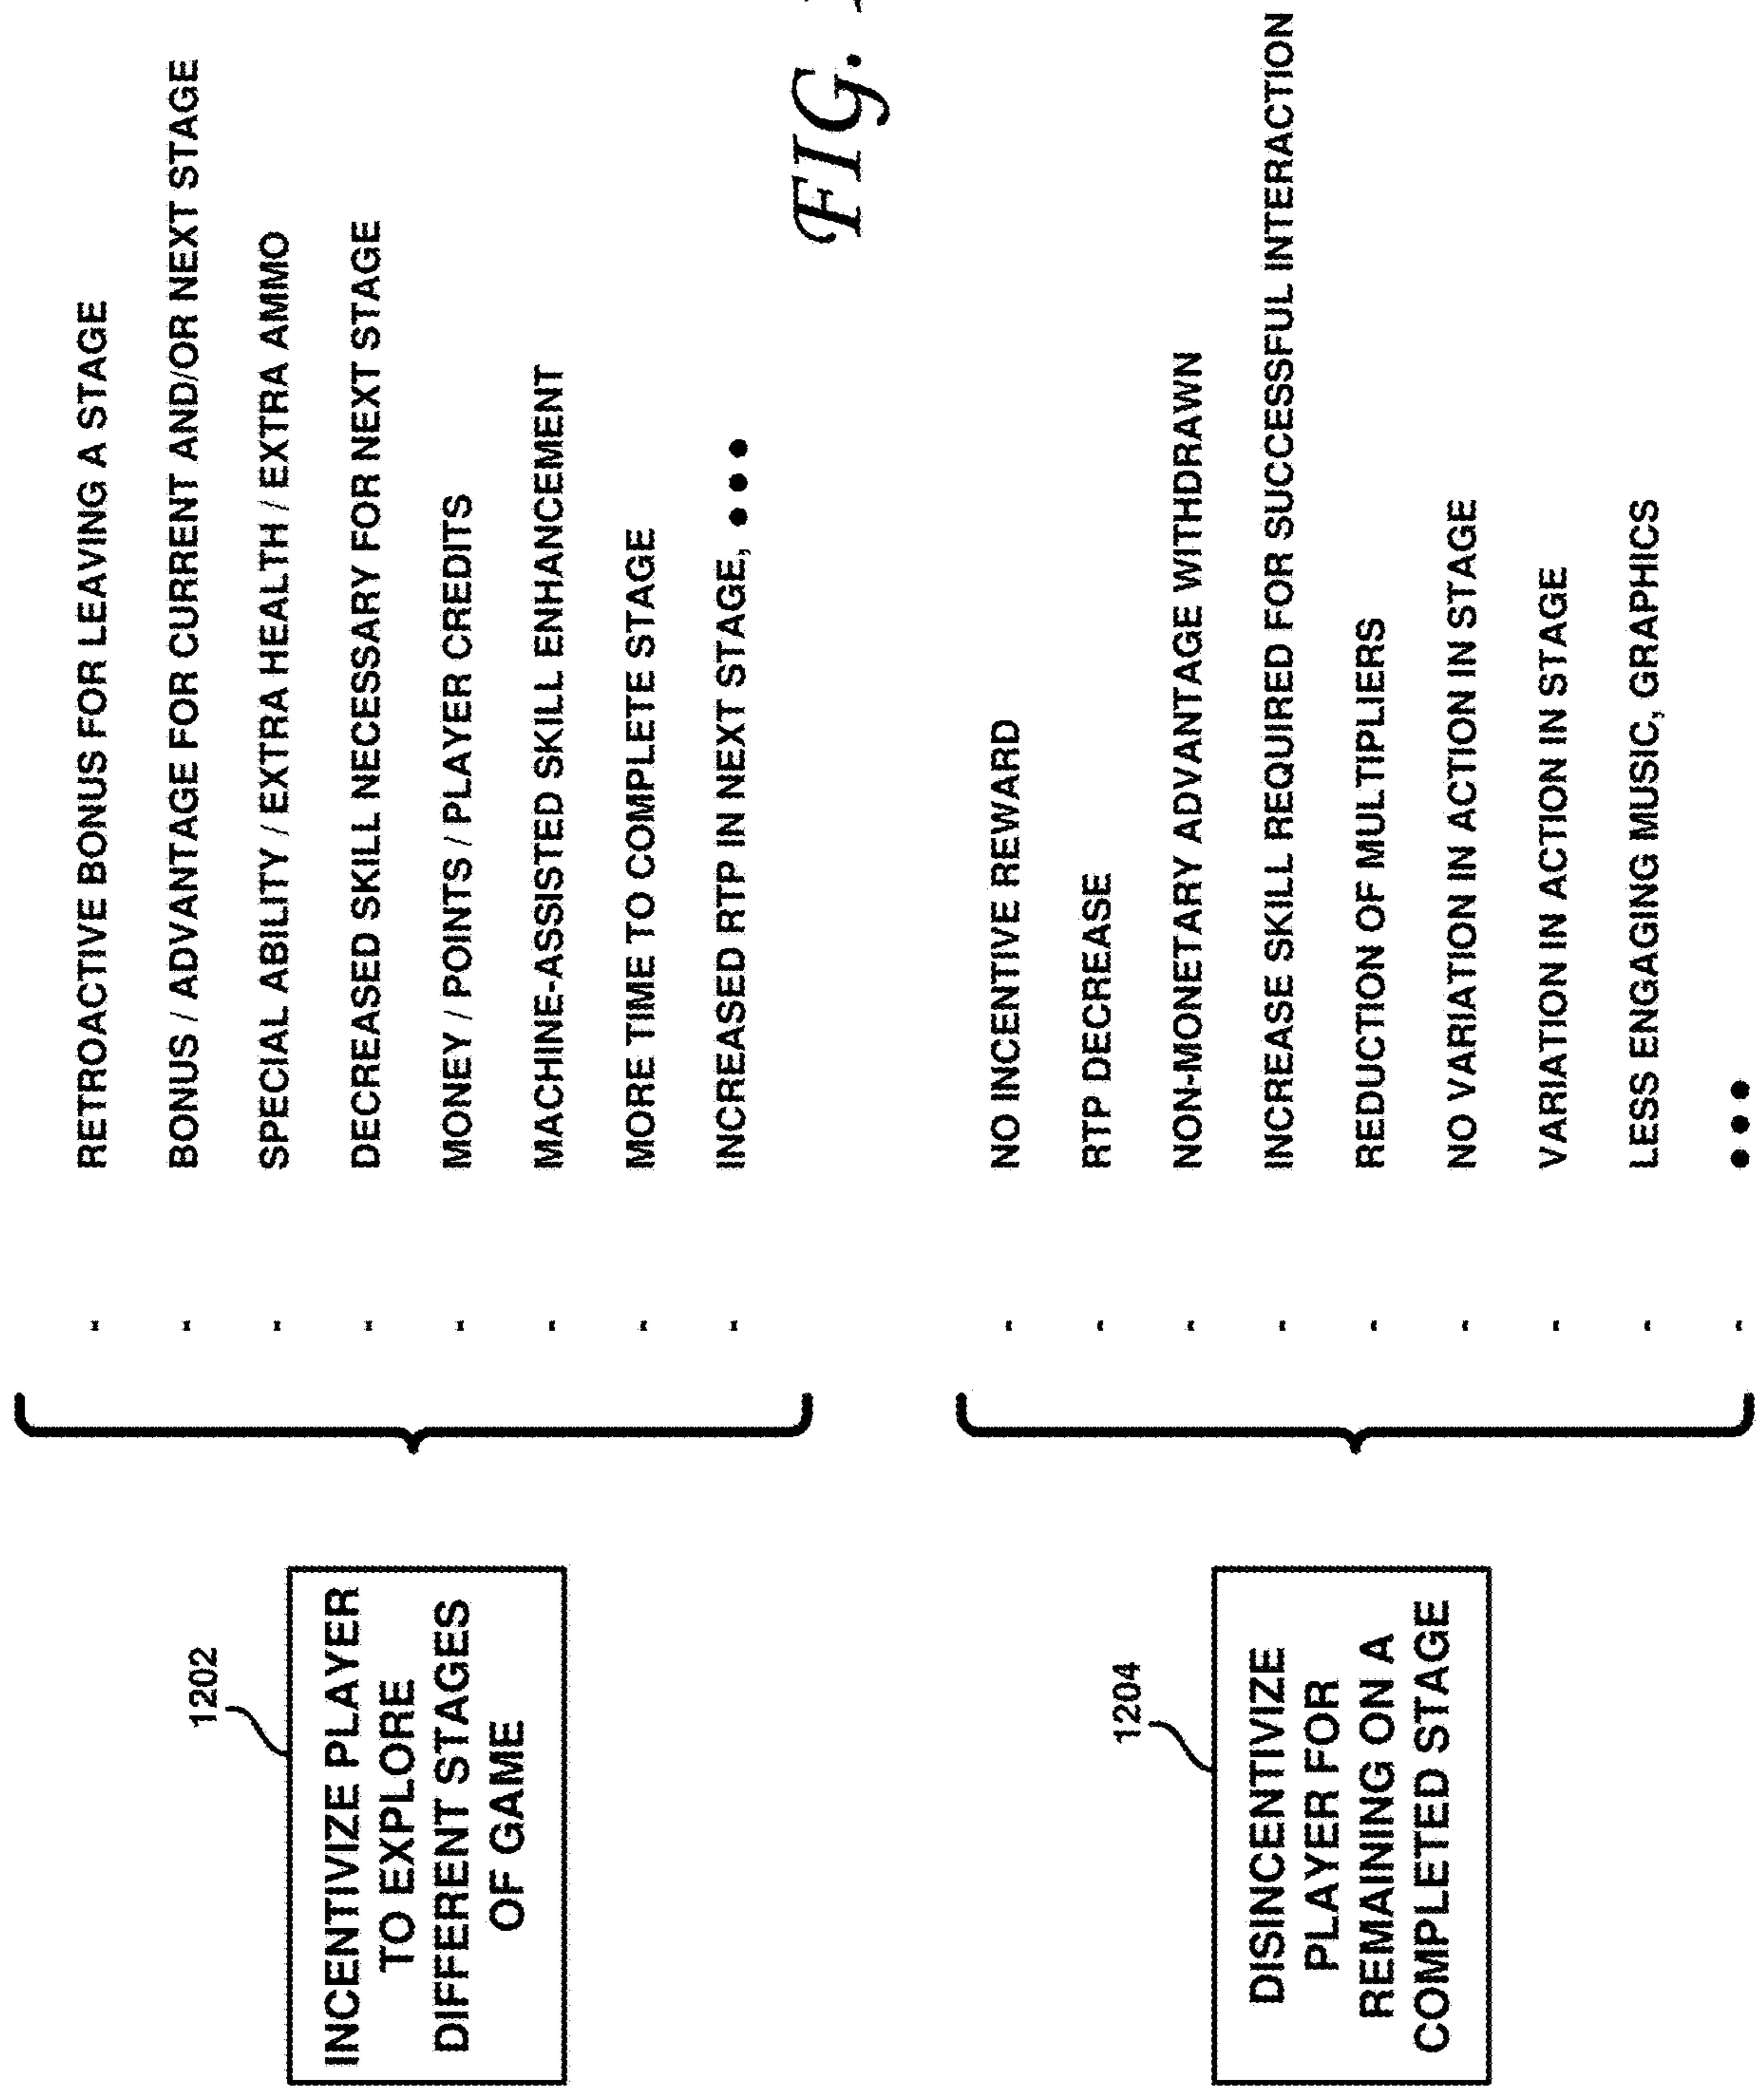 1202
INCENTIVIZE PLAYER
TO EXPLORE
DIFFERENT STAGES
OF GAME
- RETROACTIVE BONUS FOR LEAVING A STAGE
- BONUS / ADVANTAGE FOR CURRENT AND/OR NEXT STAGE
- SPECIAL ABILITY / EXTRA HEALTH / EXTRA AMMO
- DECREASED SKILL NECESSARY FOR NEXT STAGE
- MONEY / POINTS / PLAYER CREDITS
- MACHINE-ASSISTED SKILL ENHANCEMENT
- MORE TIME TO COMPLETE STAGE
- INCREASED RTP IN NEXT STAGE, •••
FIG.
1204
DISINCENTIVIZE
PLAYER FOR
REMAINING ON A
COMPLETED STAGE
- NO INCENTIVE REWARD
- RTP DECREASE
- NON-MONETARY ADVANTAGE WITHDRAWN
- INCREASE SKILL REQUIRED FOR SUCCESSFUL INTERACTION
- REDUCTION OF MULTIPLIERS
- NO VARIATION IN ACTION IN STAGE
- VARIATION IN ACTION IN STAGE
- LESS ENGAGING MUSIC, GRAPHICS
- •••